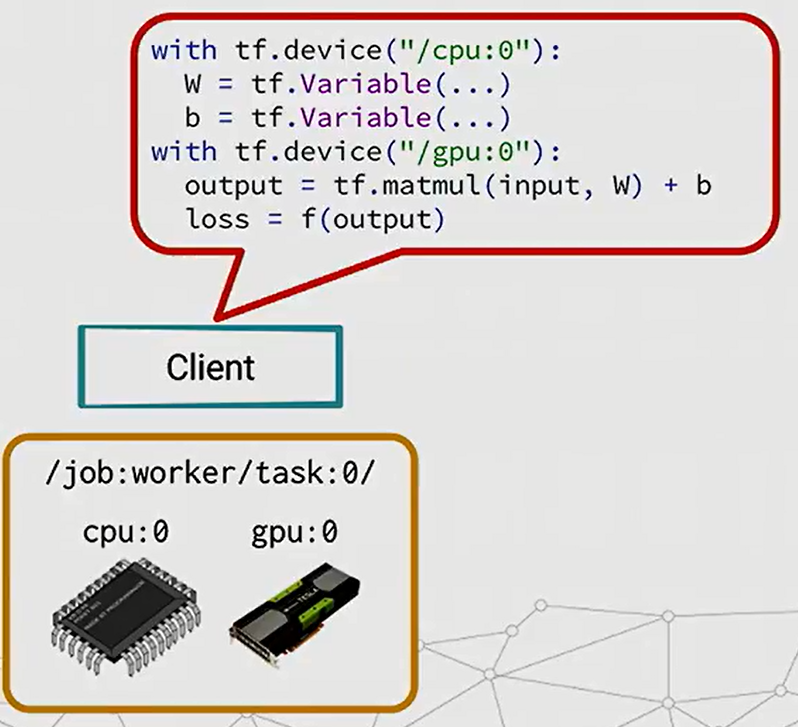 with tf.device("/cpu:0"):
W = tf.Variable(...)
b = tf.Variable(...)
with tf.device("/gpu:0"):
output = tf.matmul(input, W) + b
loss = f(output)
Client
/job:worker/task:0/
cpu:0 gpu:0
TESLA